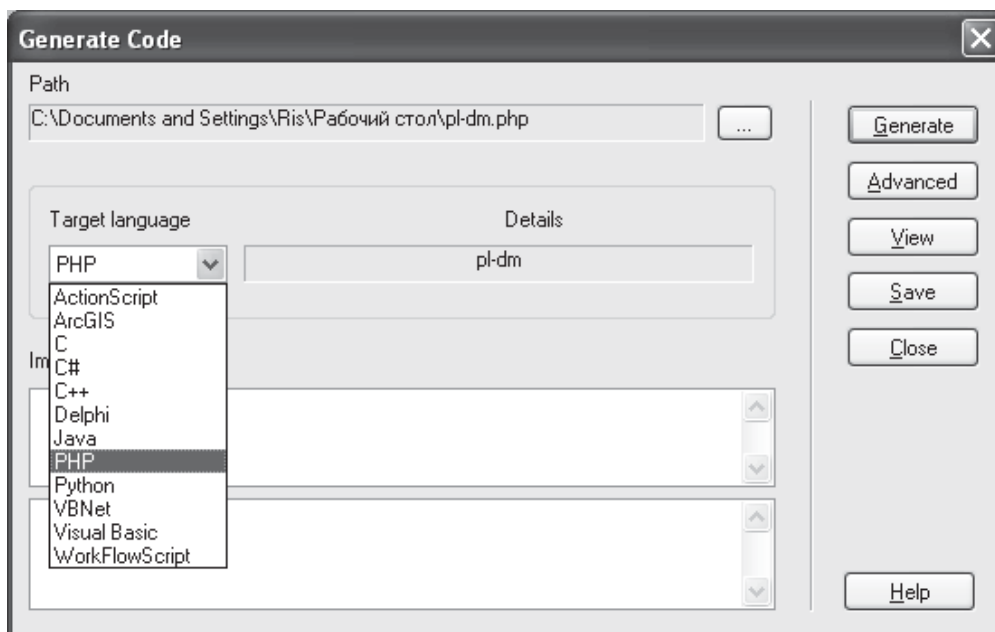 Generate Code
Path
C:\Documents and Settings\Ris\Рабочий стол\pl-dm.php
...
Generate
Advanced
View
Save
Close
Target language
Details
PHP
pl-dm
ActionScript
ArcGIS
C
C#
C++
Delphi
Java
PHP
Python
VBNet
Visual Basic
WorkFlowScript
Im
Help